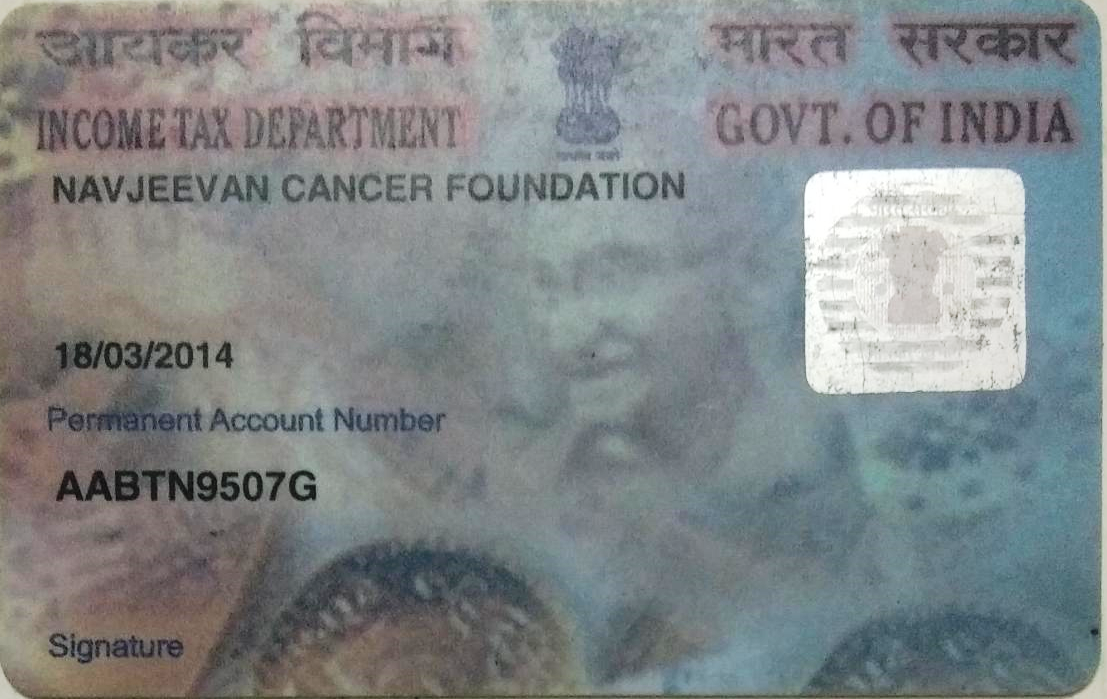 आयकर विभाग
भारत सरकार
INCOME TAX DEPARTMENT
GOVT. OF INDIA
NAVJEEVAN CANCER FOUNDATION
18/03/2014
Permanent Account Number
AABTN9507G
Signature